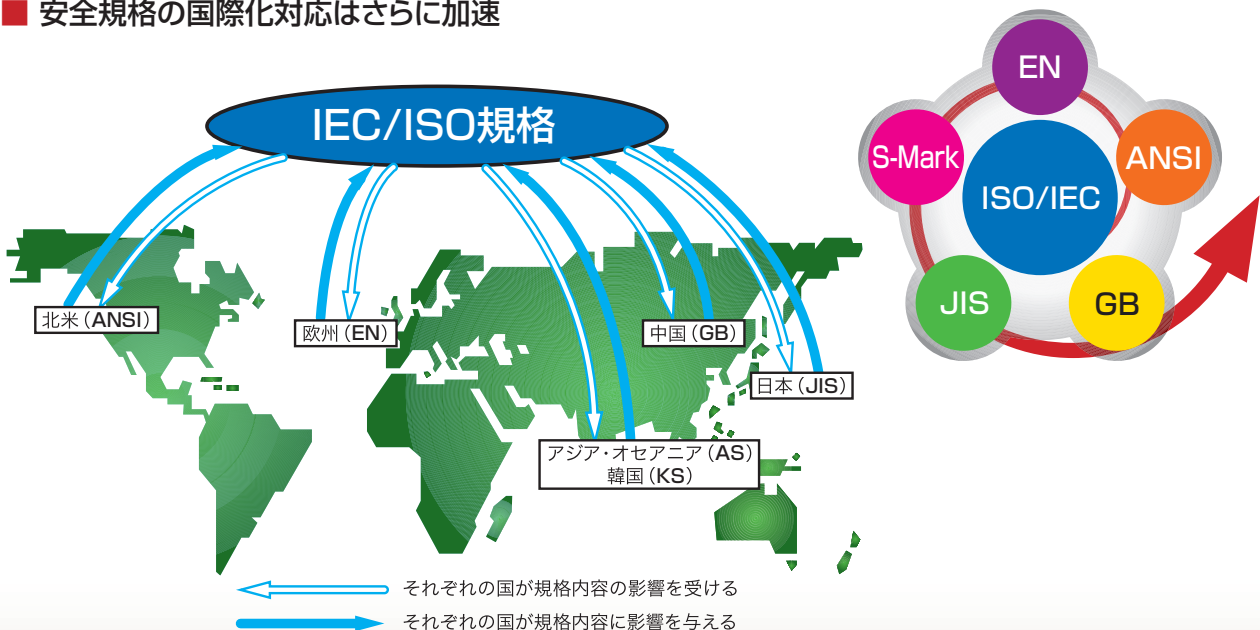 ■ 安全規格の国際化対応はさらに加速
IEC/ISO規格
北米（ANSI）
欧州（EN）
中国（GB）
日本（JIS）
アジア・オセアニア（AS）
韓国（KS）
それぞれの国が規格内容の影響を受ける
それぞれの国が規格内容に影響を与える
EN
S-Mark
ANSI
ISO/IEC
JIS
GB